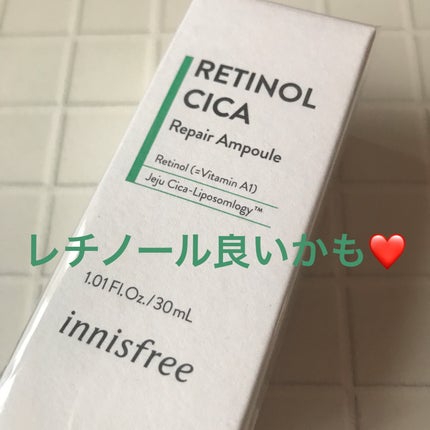 RETINOL
CICA
Repair Ampoule
Retinol (=Vitamin A1)
Jeju Cica-Liposomlogy™
レチノール良いかも❤️
1.01 Fl.Oz./30mL
innisfree